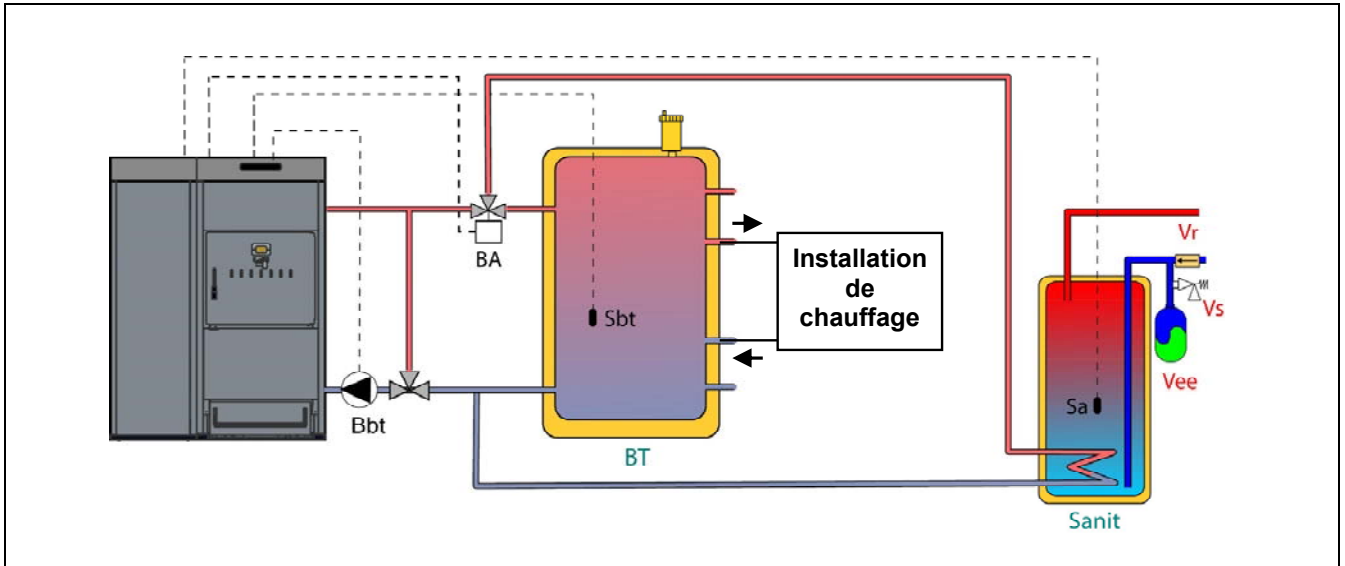 BA
Sbt
Bbt
BT
Installation
de
chauffage
Vr
Vs
Vee
Sa
Sanit